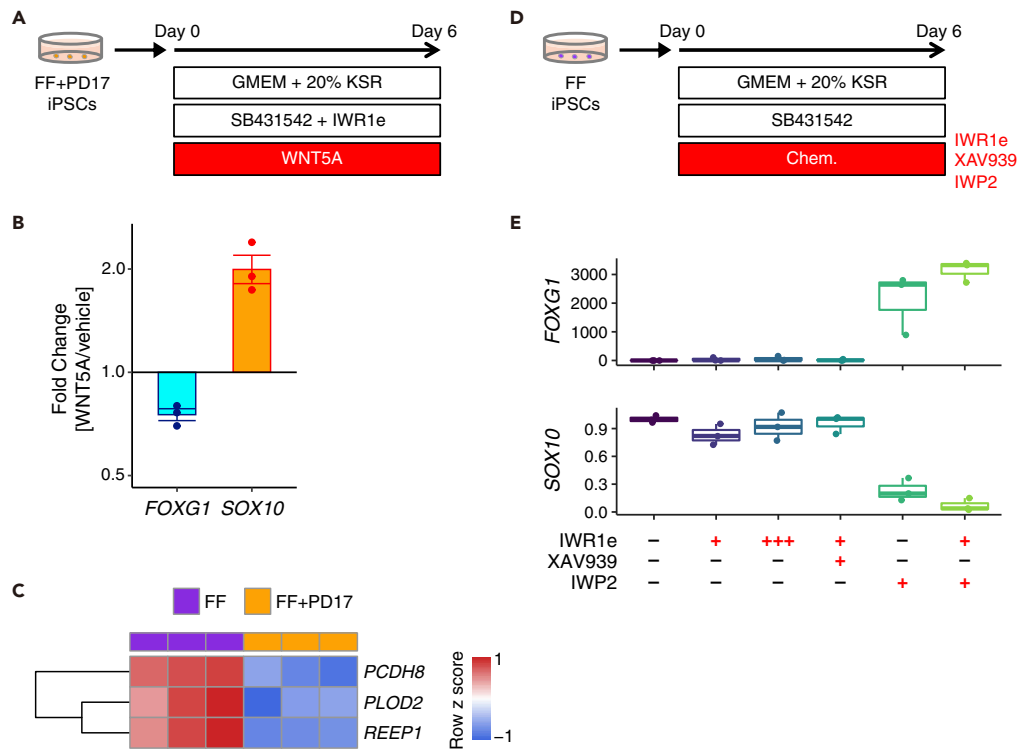 A
Day 0
Day 6
FF+PD17
iPSCs
GMEM + 20% KSR
SB431542 + IWR1e
WNT5A
D
Day 0
Day 6
FF
iPSCs
GMEM + 20% KSR
SB431542
Chem.
IWR1e
XAV939
IWP2
B
Fold Change
[WNT5A/vehicle]
2.0
1.0
0.5
FOXG1 SOX10
E
FOXG1
3000
2000
1000
0
SOX10
0.9
0.6
0.3
0.0
IWR1e − + +++ + − +
XAV939 − − − + − −
IWP2 − − − − + +
C
FF FF+PD17
PCDH8
PLOD2
REEP1
Row z score
1
−1